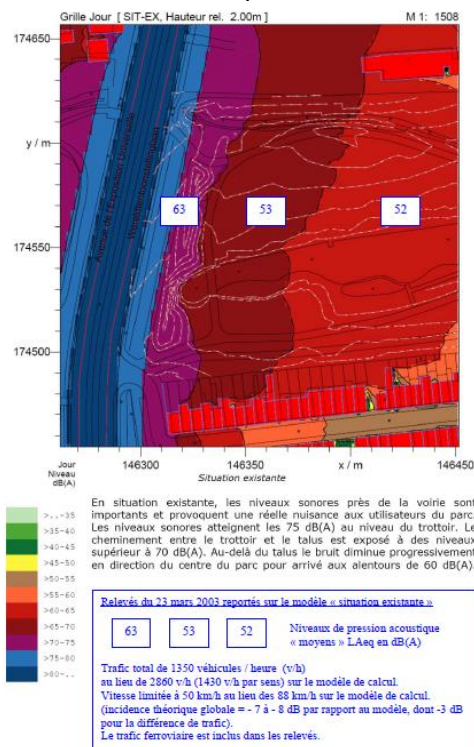 Grille Jour [ SIT-EX, Hauteur rel. 2.00m ] M 1: 1508
174650
y / m
Avenue de l'Exposition Universelle
Wereldtentoonstellingslaan
63 53 52
174550
174500
146300 146350 x / m 146450
Situation existante
Jour
Niveau
dB(A)
>..-35
>35-40
>40-45
>45-50
>50-55
>55-60
>60-65
>65-70
>70-75
>75-80
>80-..
En situation existante, les niveaux sonores près de la voirie sont
importants et provoquent une réelle nuisance aux utilisateurs du parc.
Les niveaux sonores atteignent les 75 dB(A) au niveau du trottoir. Le
cheminement entre le trottoir et le talus est exposé à des niveaux
supérieur à 70 dB(A). Au-delà du talus le bruit diminue progressivement
en direction du centre du parc pour arrivé aux alentours de 60 dB(A).
Relevés du 23 mars 2003 reportés sur le modèle « situation existante »
63 53 52 Niveaux de pression acoustique
« moyens » LAeq en dB(A)
Trafic total de 1350 véhicules / heure (v/h)
au lieu de 2860 v/h (1430 v/h par sens) sur le modèle de calcul.
Vitesse limitée à 50 km/h au lieu des 88 km/h sur le modèle de calcul.
(incidence théorique globale = - 7 à - 8 dB par rapport au modèle, dont -3 dB
pour la différence de trafic).
Le trafic ferroviaire est inclus dans les relevés.